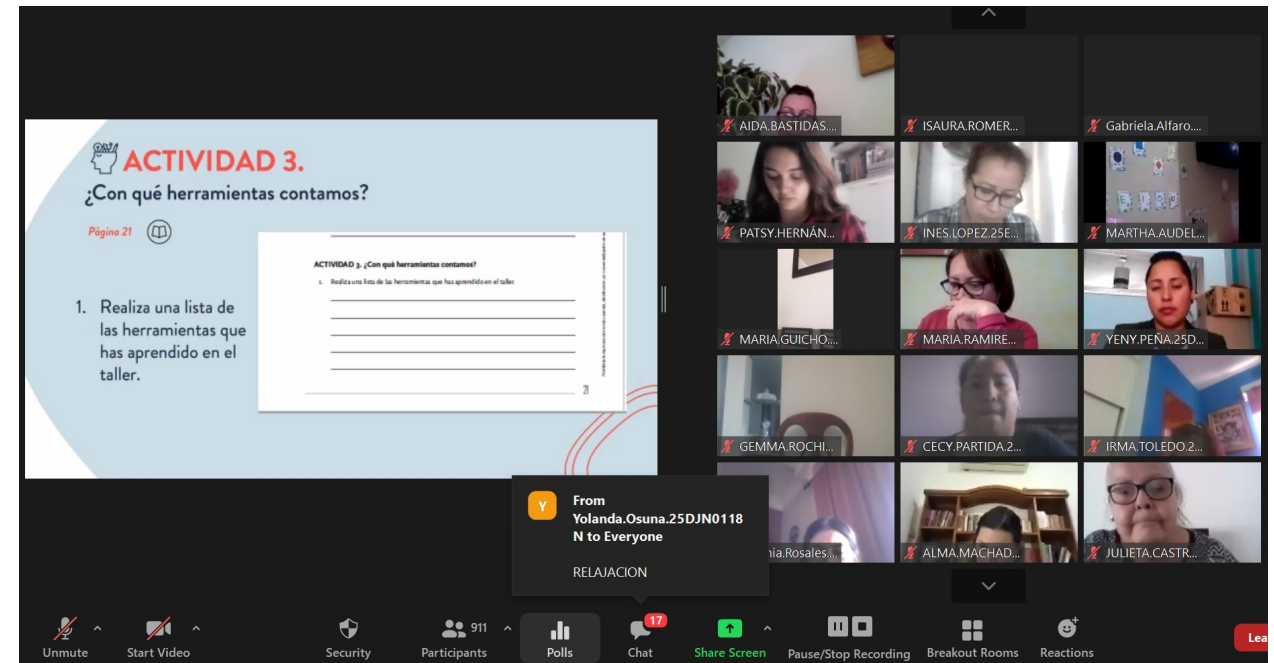 ACTIVIDAD 3.
¿Con qué herramientas contamos?
Página 21
1. Realiza una lista de
las herramientas que
has aprendido en el
taller.
ACTIVIDAD 3. ¿Con qué herramientas contamos?
1. Realiza una lista de las herramientas que has aprendido en el taller.
21
AIDA.BASTIDAS....
ISAURA.ROMER...
Gabriela.Alfaro....
PATSY.HERNÁN...
INES.LOPEZ.25E...
MARTHA.AUDEL...
MARIA.GUICHO...
MARIA.RAMIRE...
YENY.PEÑA.25D...
GEMMA.ROCHI...
CECY.PARTIDA.2...
IRMA.TOLEDO.2...
nia.Rosales....
ALMA.MACHAD...
JULIETA.CASTR...
Y
From
Yolanda.Osuna.25DJN0118
N to Everyone
RELAJACION
Unmute
Start Video
Security
911
Participants
Polls
17
Chat
Share Screen
Pause/Stop Recording
Breakout Rooms
Reactions
Lea